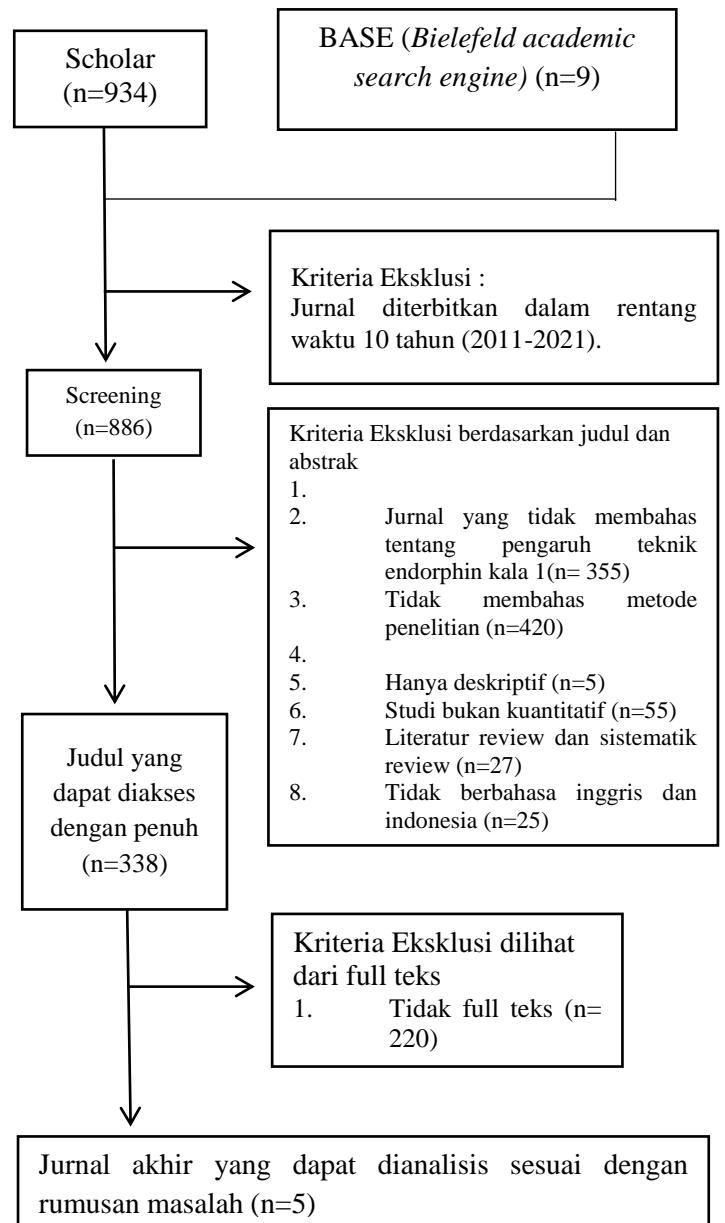 Scholar
(n=934)
BASE (Bielefeld academic
search engine) (n=9)
Kriteria Eksklusi :
Jurnal diterbitkan dalam rentang
waktu 10 tahun (2011-2021).
Screening
(n=886)
Kriteria Eksklusi berdasarkan judul dan
abstrak
1.
2. Jurnal yang tidak membahas
tentang pengaruh teknik
endorphin kala 1(n= 355)
3. Tidak membahas metode
penelitian (n=420)
4.
5. Hanya deskriptif (n=5)
6. Studi bukan kuantitatif (n=55)
7. Literatur review dan sistematik
review (n=27)
8. Tidak berbahasa inggris dan
indonesia (n=25)
Judul yang
dapat diakses
dengan penuh
(n=338)
Kriteria Eksklusi dilihat
dari full teks
1. Tidak full teks (n=
220)
Jurnal akhir yang dapat dianalisis sesuai dengan
rumusan masalah (n=5)